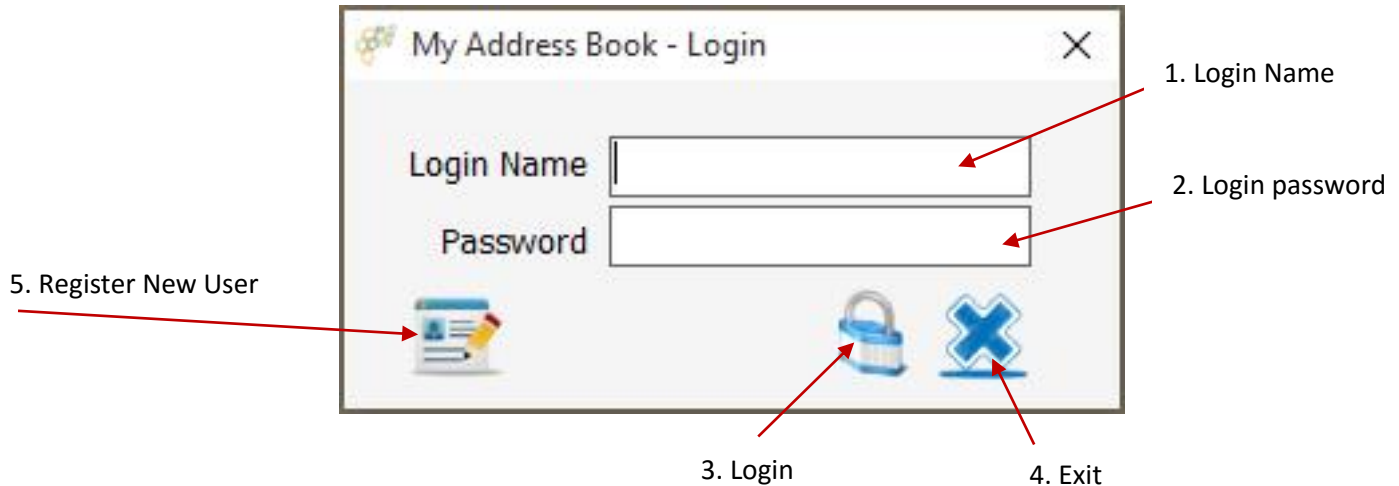 My Address Book - Login
1. Login Name
Login Name
2. Login password
Password
5. Register New User
3. Login
4. Exit